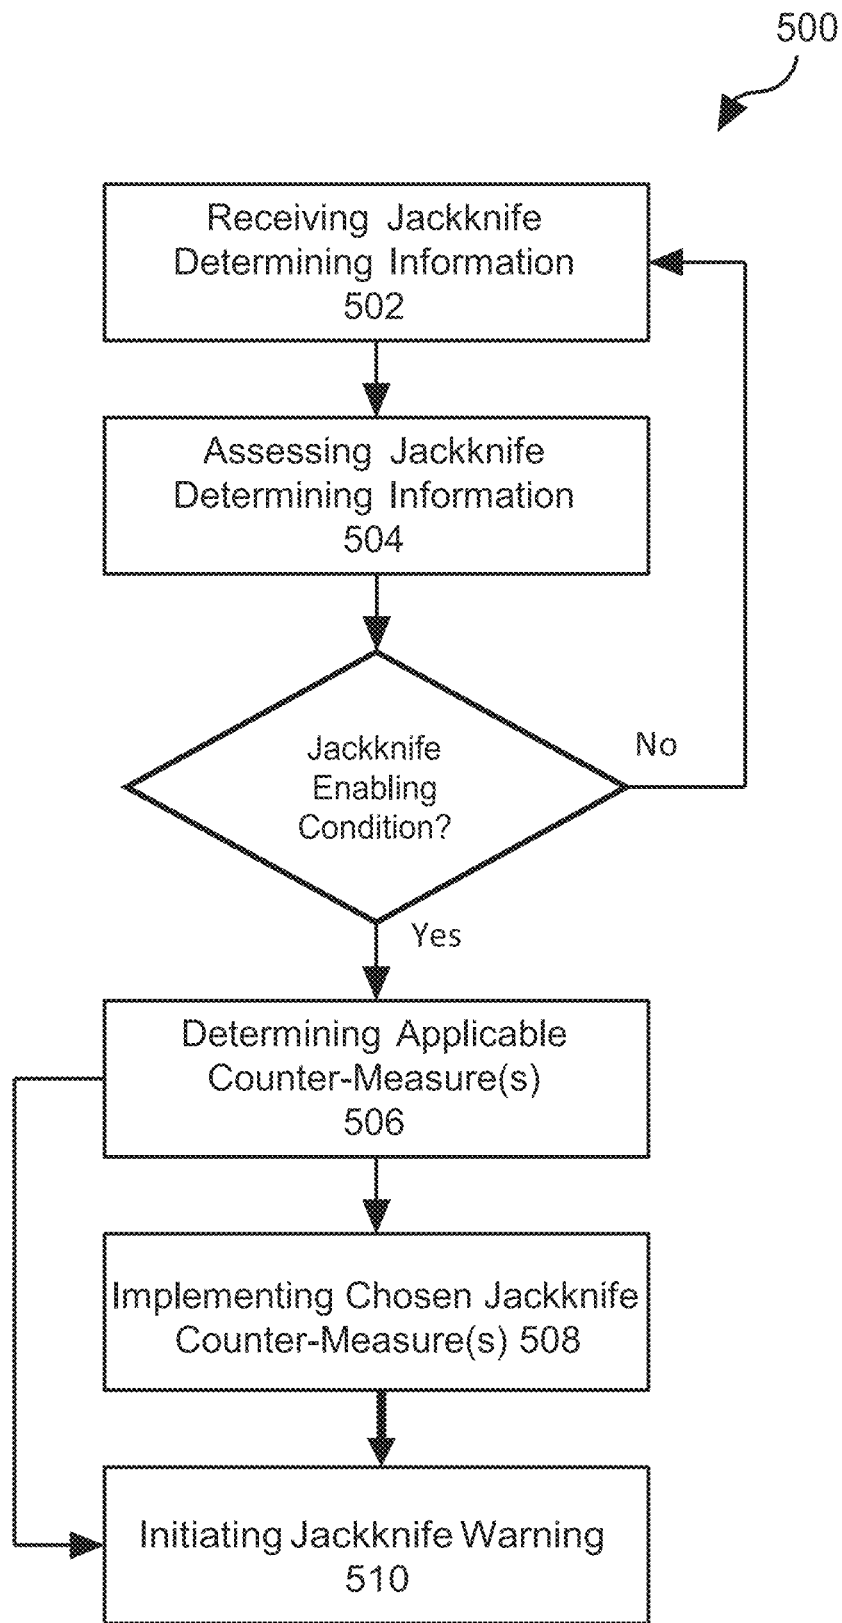 500
Receiving Jackknife
Determining Information
502
Assessing Jackknife
Determining Information
504
Jackknife
Enabling
Condition?
No
Yes
Determining Applicable
Counter-Measure(s)
506
Implementing Chosen Jackknife
Counter-Measure(s) 508
Initiating Jackknife Warning
510